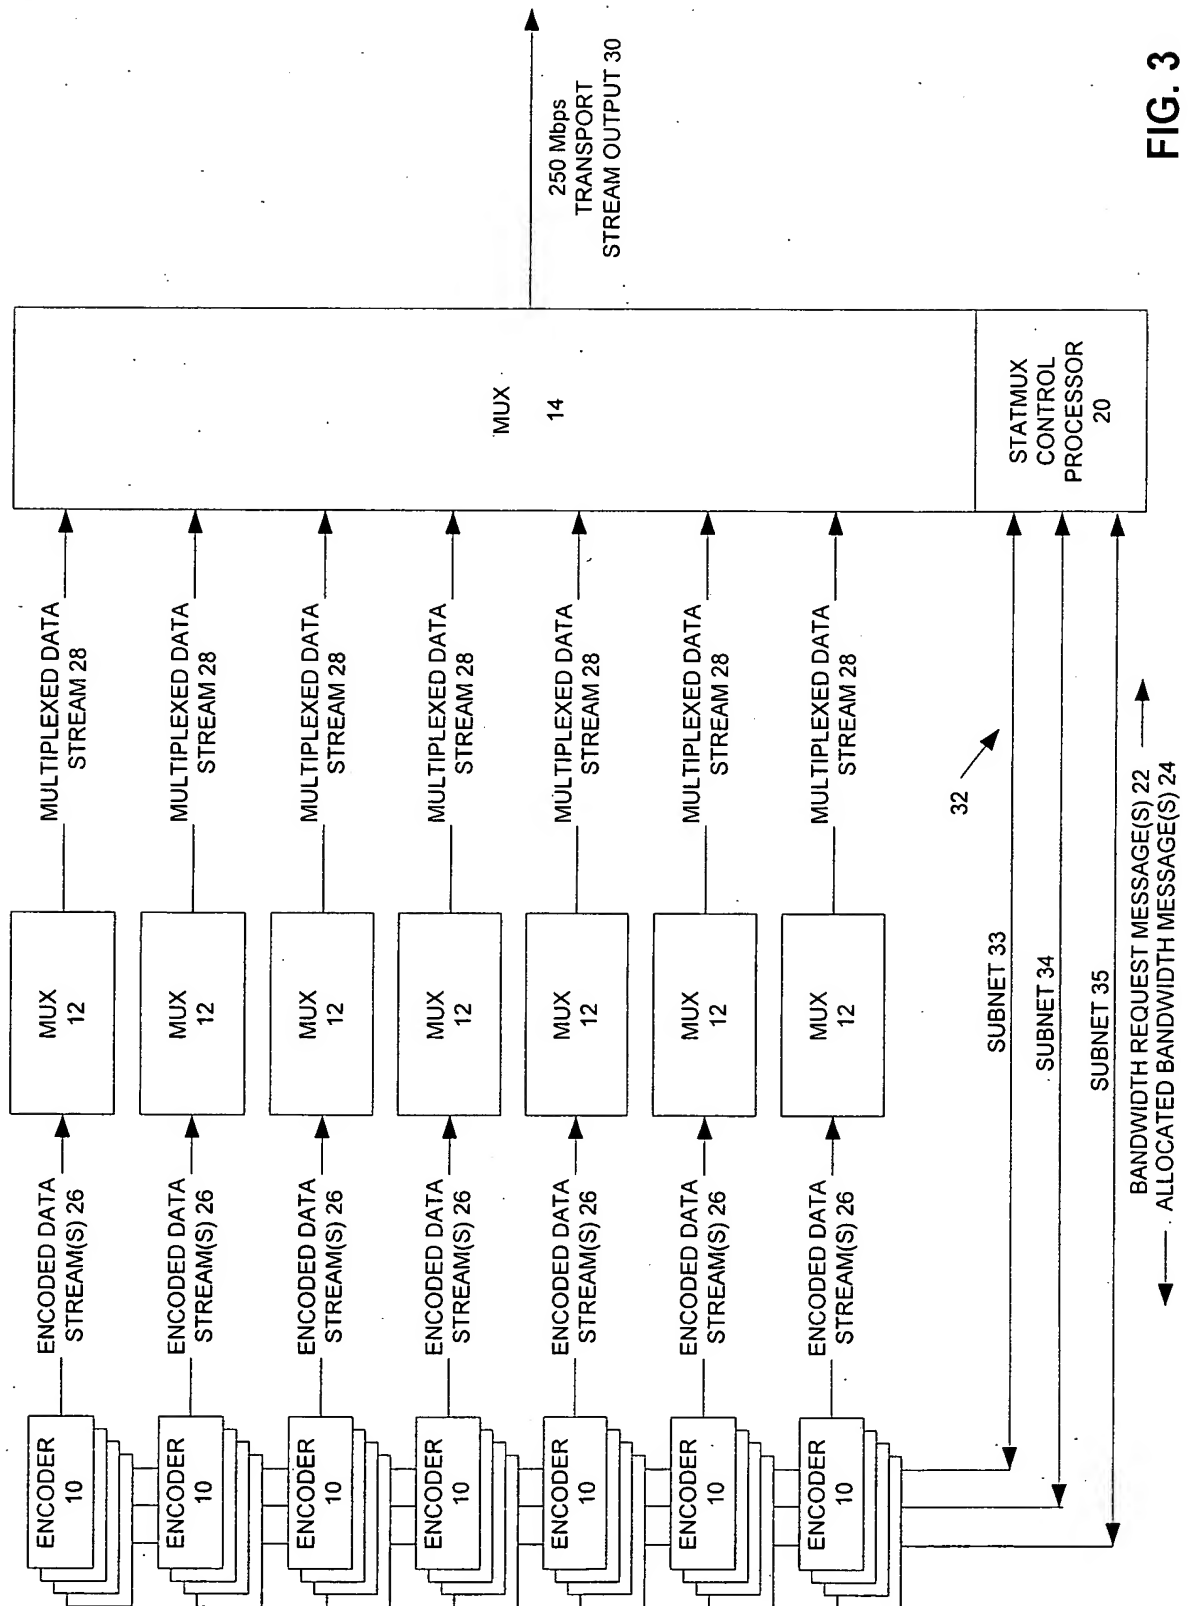 ENCODER
10
ENCODED DATA
STREAM(S) 26
MUX
12
MULTIPLEXED DATA
STREAM 28
ENCODER
10
ENCODED DATA
STREAM(S) 26
MUX
12
MULTIPLEXED DATA
STREAM 28
ENCODER
10
ENCODED DATA
STREAM(S) 26
MUX
12
MULTIPLEXED DATA
STREAM 28
ENCODER
10
ENCODED DATA
STREAM(S) 26
MUX
12
MULTIPLEXED DATA
STREAM 28
ENCODER
10
ENCODED DATA
STREAM(S) 26
MUX
12
MULTIPLEXED DATA
STREAM 28
ENCODER
10
ENCODED DATA
STREAM(S) 26
MUX
12
MULTIPLEXED DATA
STREAM 28
ENCODER
10
ENCODED DATA
STREAM(S) 26
MUX
12
MULTIPLEXED DATA
STREAM 28
MUX
14
250 Mbps
TRANSPORT
STREAM OUTPUT 30
STATMUX
CONTROL
PROCESSOR
20
32
SUBNET 33
SUBNET 34
SUBNET 35
BANDWIDTH REQUEST MESSAGE(S) 22
ALLOCATED BANDWIDTH MESSAGE(S) 24
FIG. 3